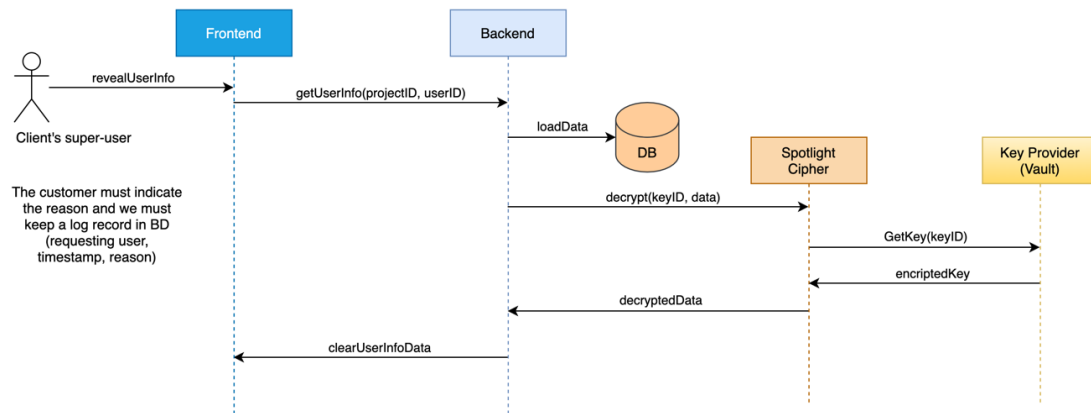 Frontend
Backend
revealUserInfo
getUserInfo(projectID, userID)
Client's super-user
loadData
DB
Spotlight
Cipher
Key Provider
(Vault)
The customer must indicate
the reason and we must
keep a log record in BD
(requesting user,
timestamp, reason)
decrypt(keyID, data)
GetKey(keyID)
encriptedKey
decryptedData
clearUserInfoData